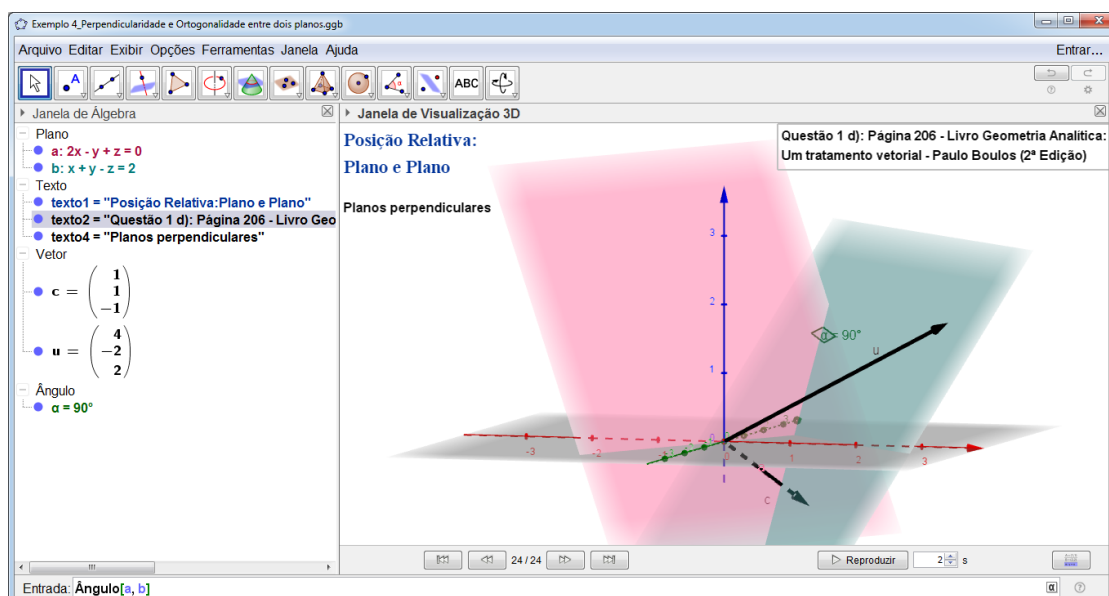 Exemplo 4_Perpendicularidade e Ortogonalidade entre dois planos.ggb
Arquivo Editar Exibir Opções Ferramentas Janela Ajuda
Entrar...
A
ABC
Janela de Álgebra
Janela de Visualização 3D
Plano
a: 2x - y + z = 0
b: x + y - z = 2
Texto
texto1 = "Posição Relativa:Plano e Plano"
texto2 = "Questão 1 d): Página 206 - Livro Geo
texto4 = "Planos perpendiculares"
Vetor
c = ( 1
1
-1 )
u = ( 4
-2
2 )
Ângulo
α = 90°
Posição Relativa:
Plano e Plano
Planos perpendiculares
Questão 1 d): Página 206 - Livro Geometria Analítica:
Um tratamento vetorial - Paulo Boulos (2ª Edição)
3
2
1
0
α = 90°
u
c
-3
-2
0
1
2
3
24 / 24
Reproduzir
2
s
Entrada: Ângulo[a, b]
α